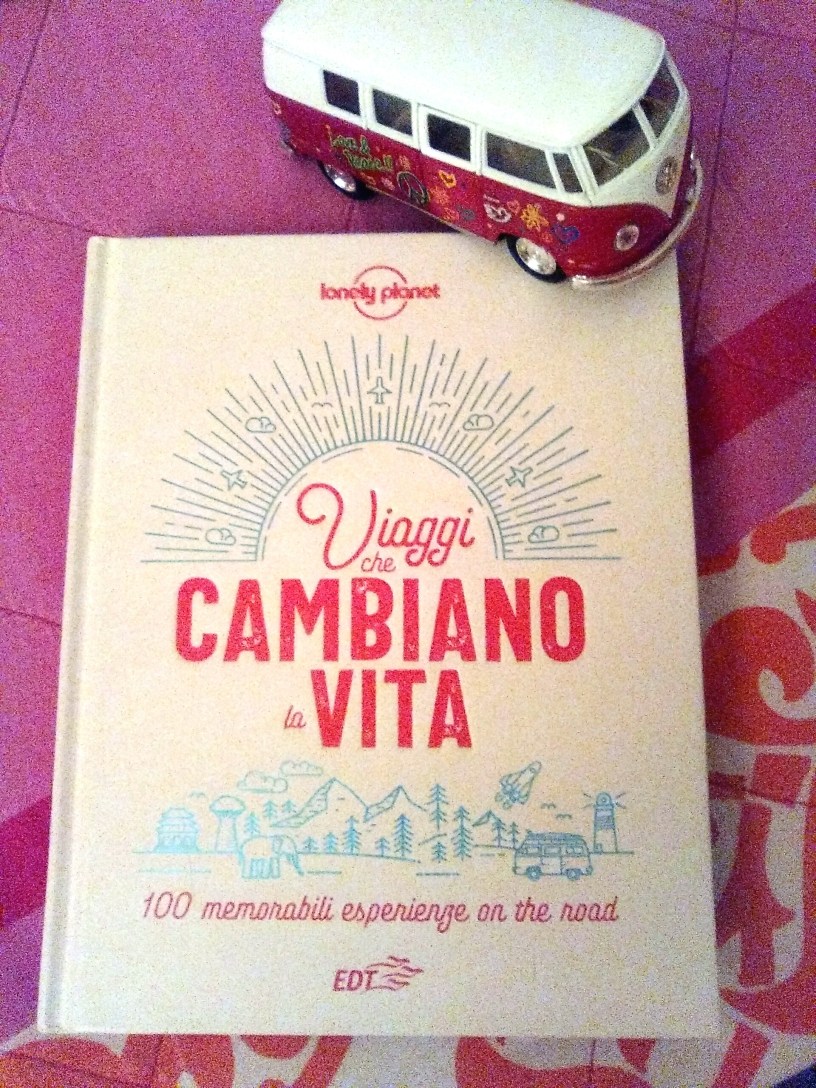 Love &
Peace!!
lonely planet
Viaggi
che
CAMBIANO
la VITA
100 memorabili esperienze on the road
EDT